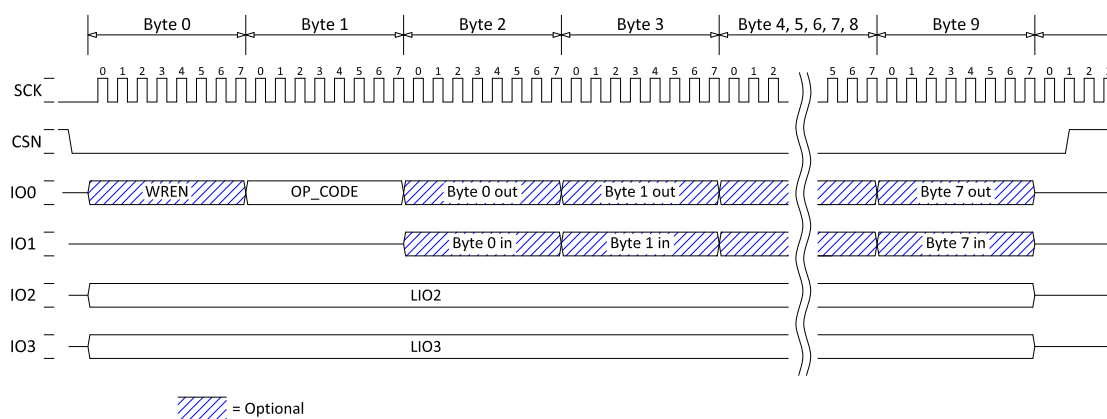 Byte 0 Byte 1 Byte 2 Byte 3 Byte 4, 5, 6, 7, 8 Byte 9
0 1 2 3 4 5 6 7 0 1 2 3 4 5 6 7 0 1 2 3 4 5 6 7 0 1 2 3 4 5 6 7 0 1 2 5 6 7 0 1 2 3 4 5 6 7 0 1 2
SCK
CSN
IO0 WREN OP_CODE Byte 0 out Byte 1 out Byte 7 out
IO1 Byte 0 in Byte 1 in Byte 7 in
IO2 LIO2
IO3 LIO3
= Optional